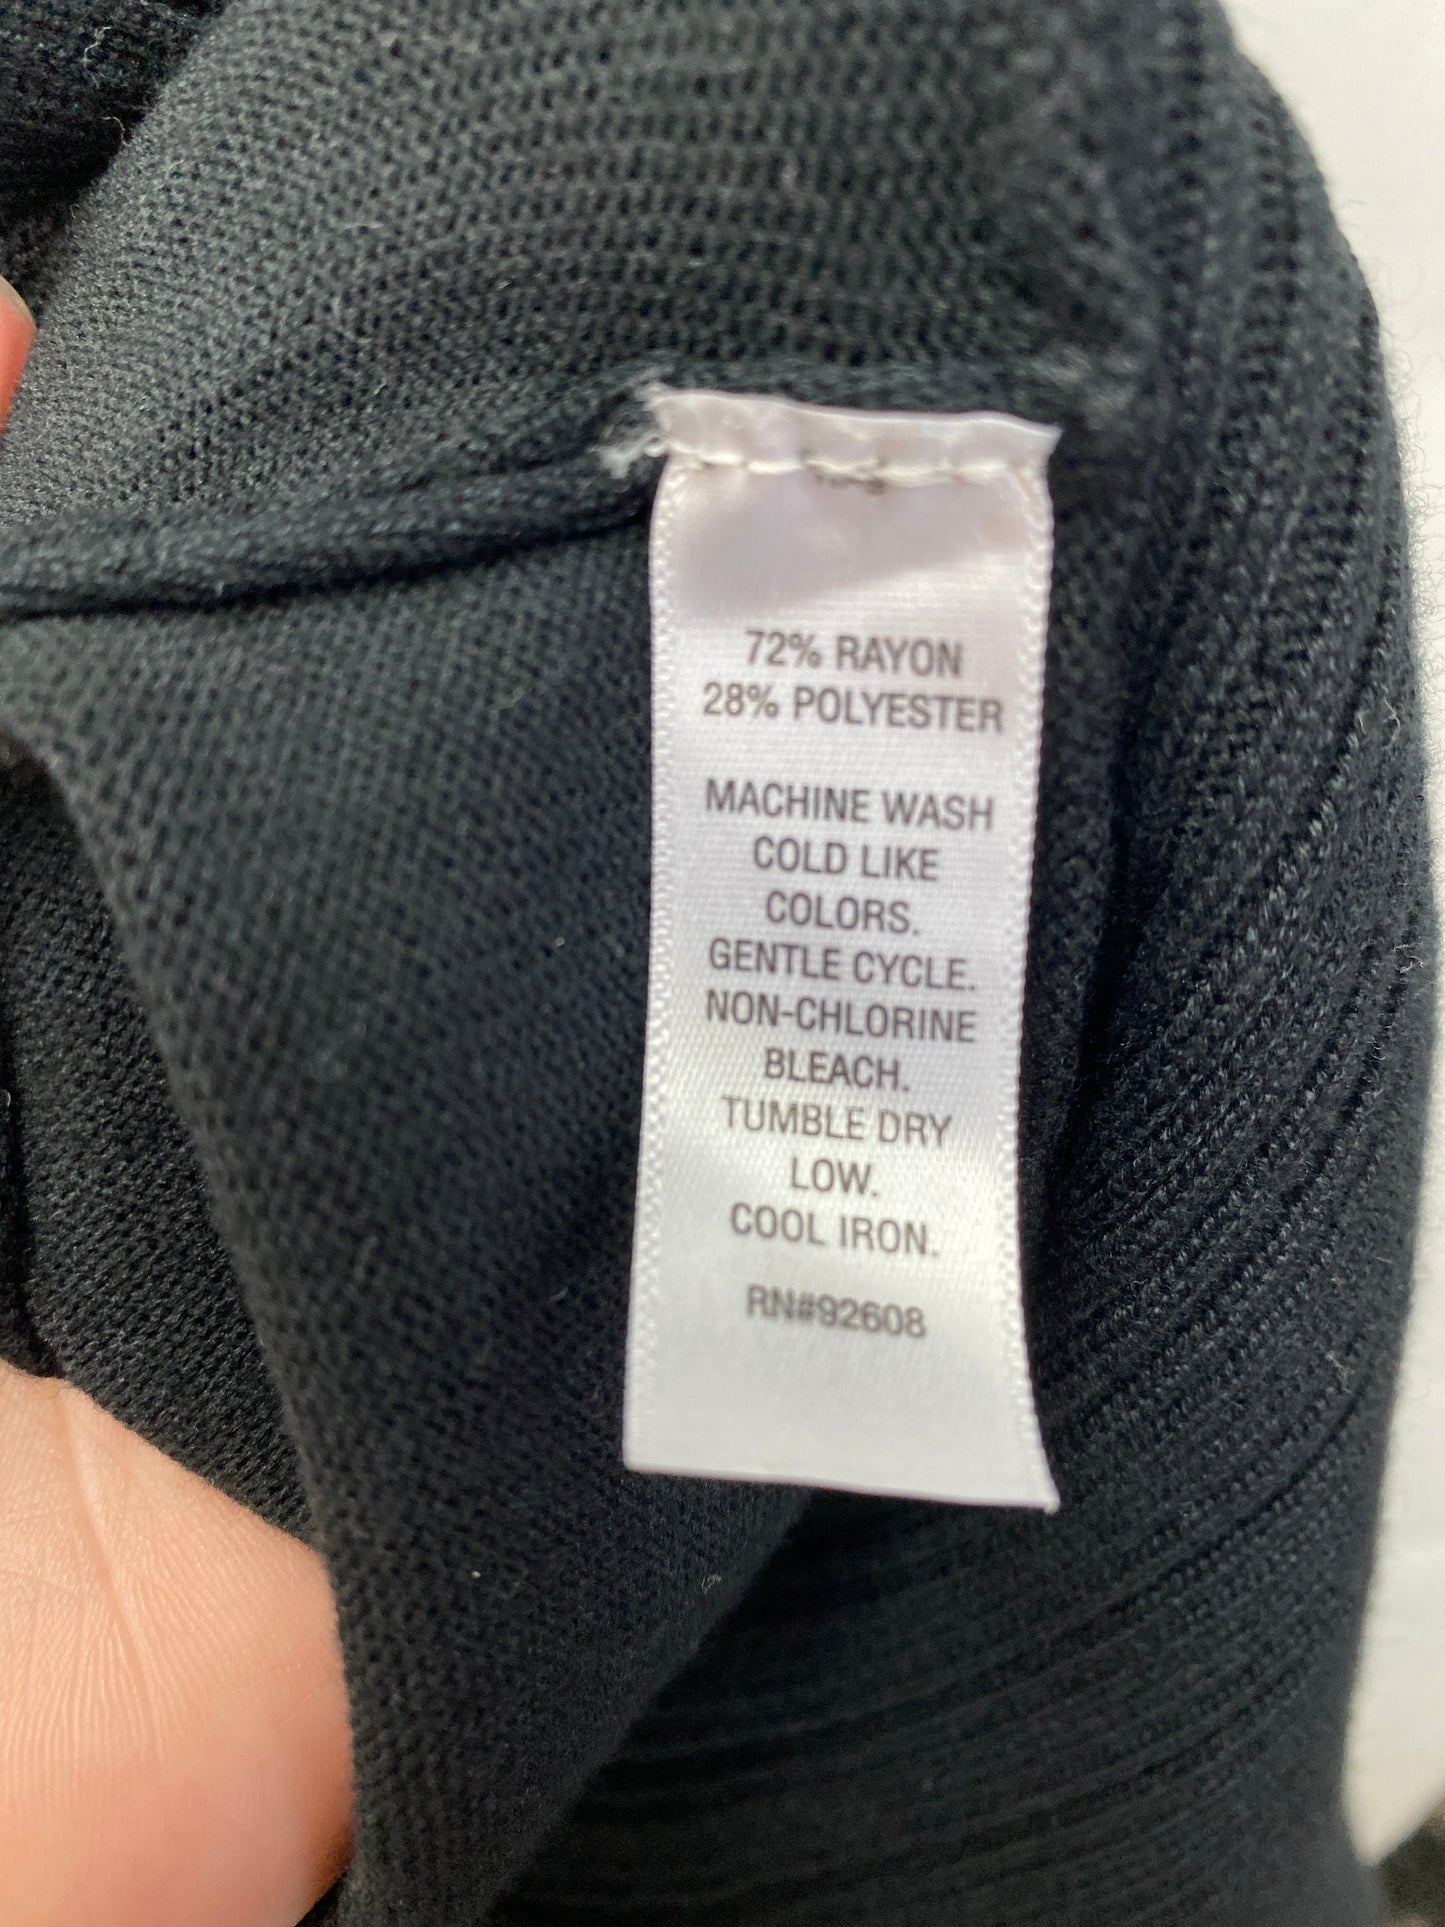 72% RAYON
28% POLYESTER
MACHINE WASH
COLD LIKE
COLORS.
GENTLE CYCLE.
NON-CHLORINE
BLEACH.
TUMBLE DRY
LOW.
COOL IRON.
RN#92608